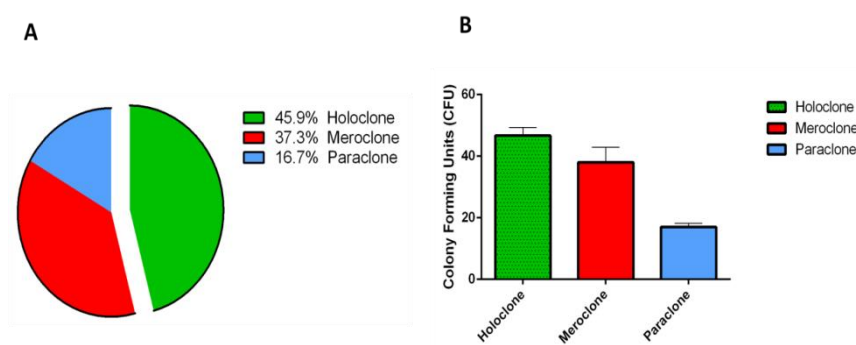 A
45.9% Holoclone
37.3% Meroclone
16.7% Paraclone
B
Colony Forming Units (CFU)
60
40
20
0
Holoclone
Meroclone
Paraclone
Holoclone
Meroclone
Paraclone